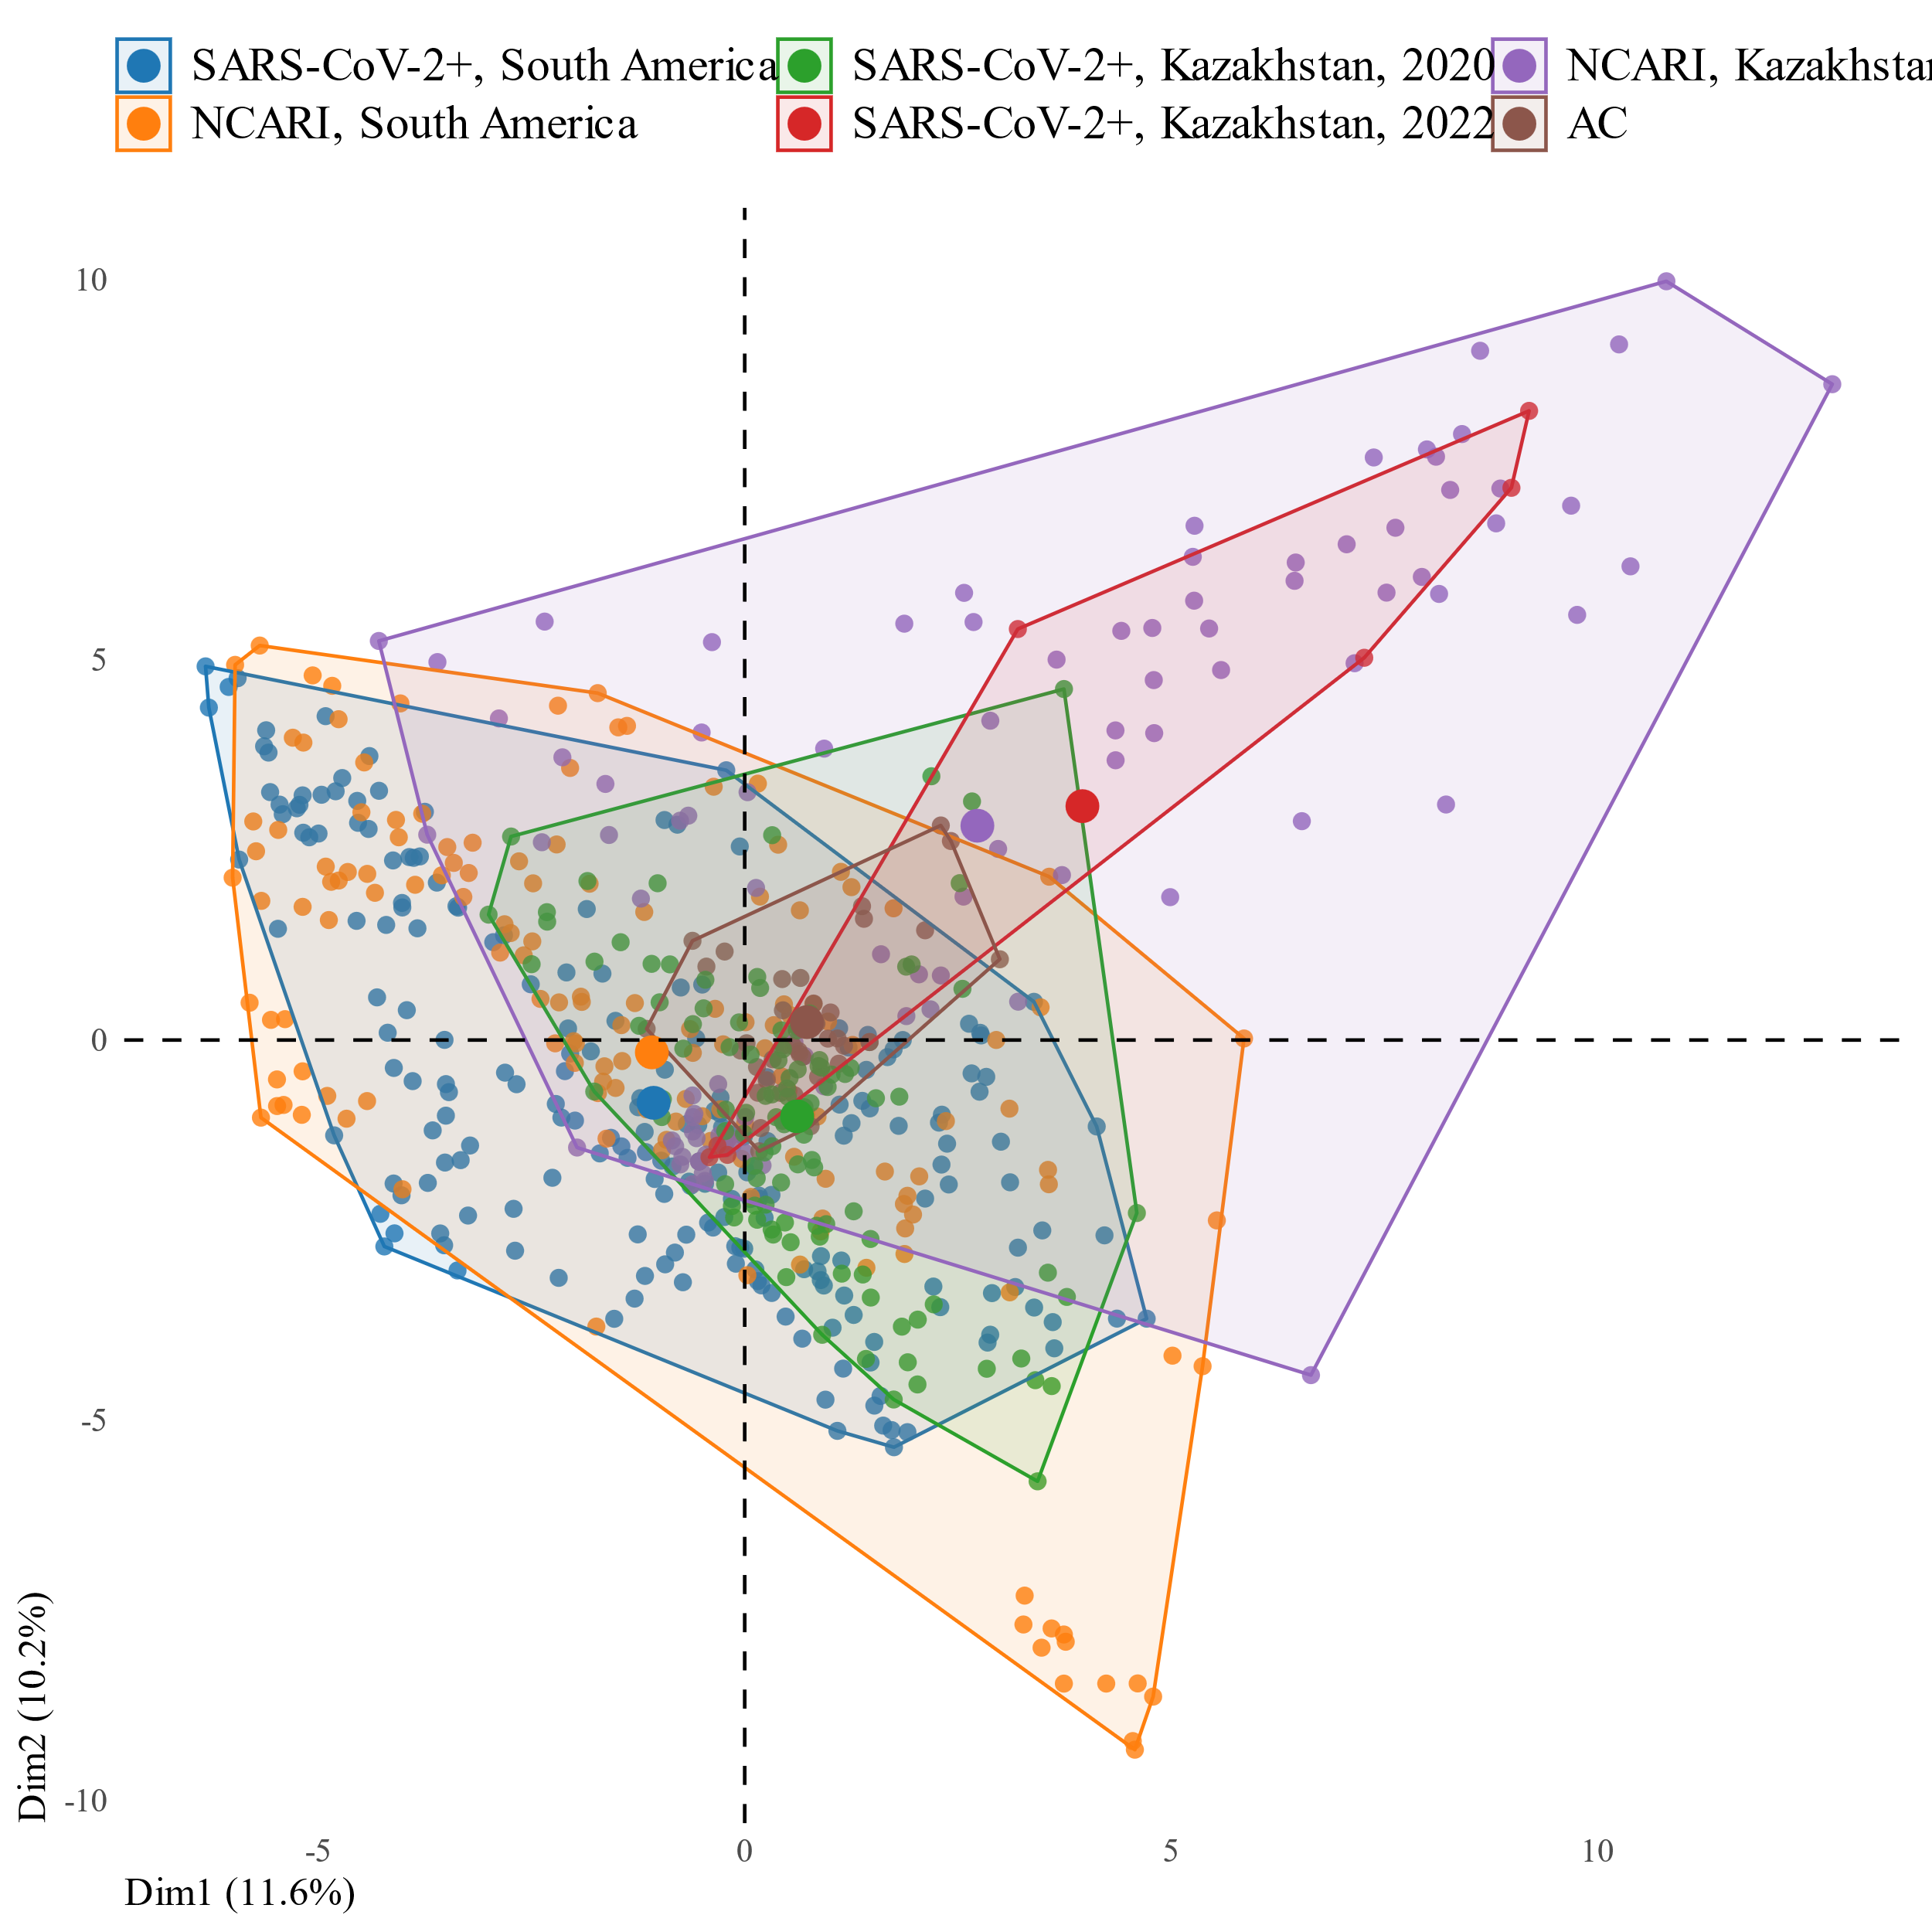 SARS-CoV-2+, South America SARS-CoV-2+, Kazakhstan, 2020 NCARI, Kazakhstan
NCARI, South America SARS-CoV-2+, Kazakhstan, 2022 AC
10
5
0
-5
-10
Dim2 (10.2%)
-5 0 5 10
Dim1 (11.6%)